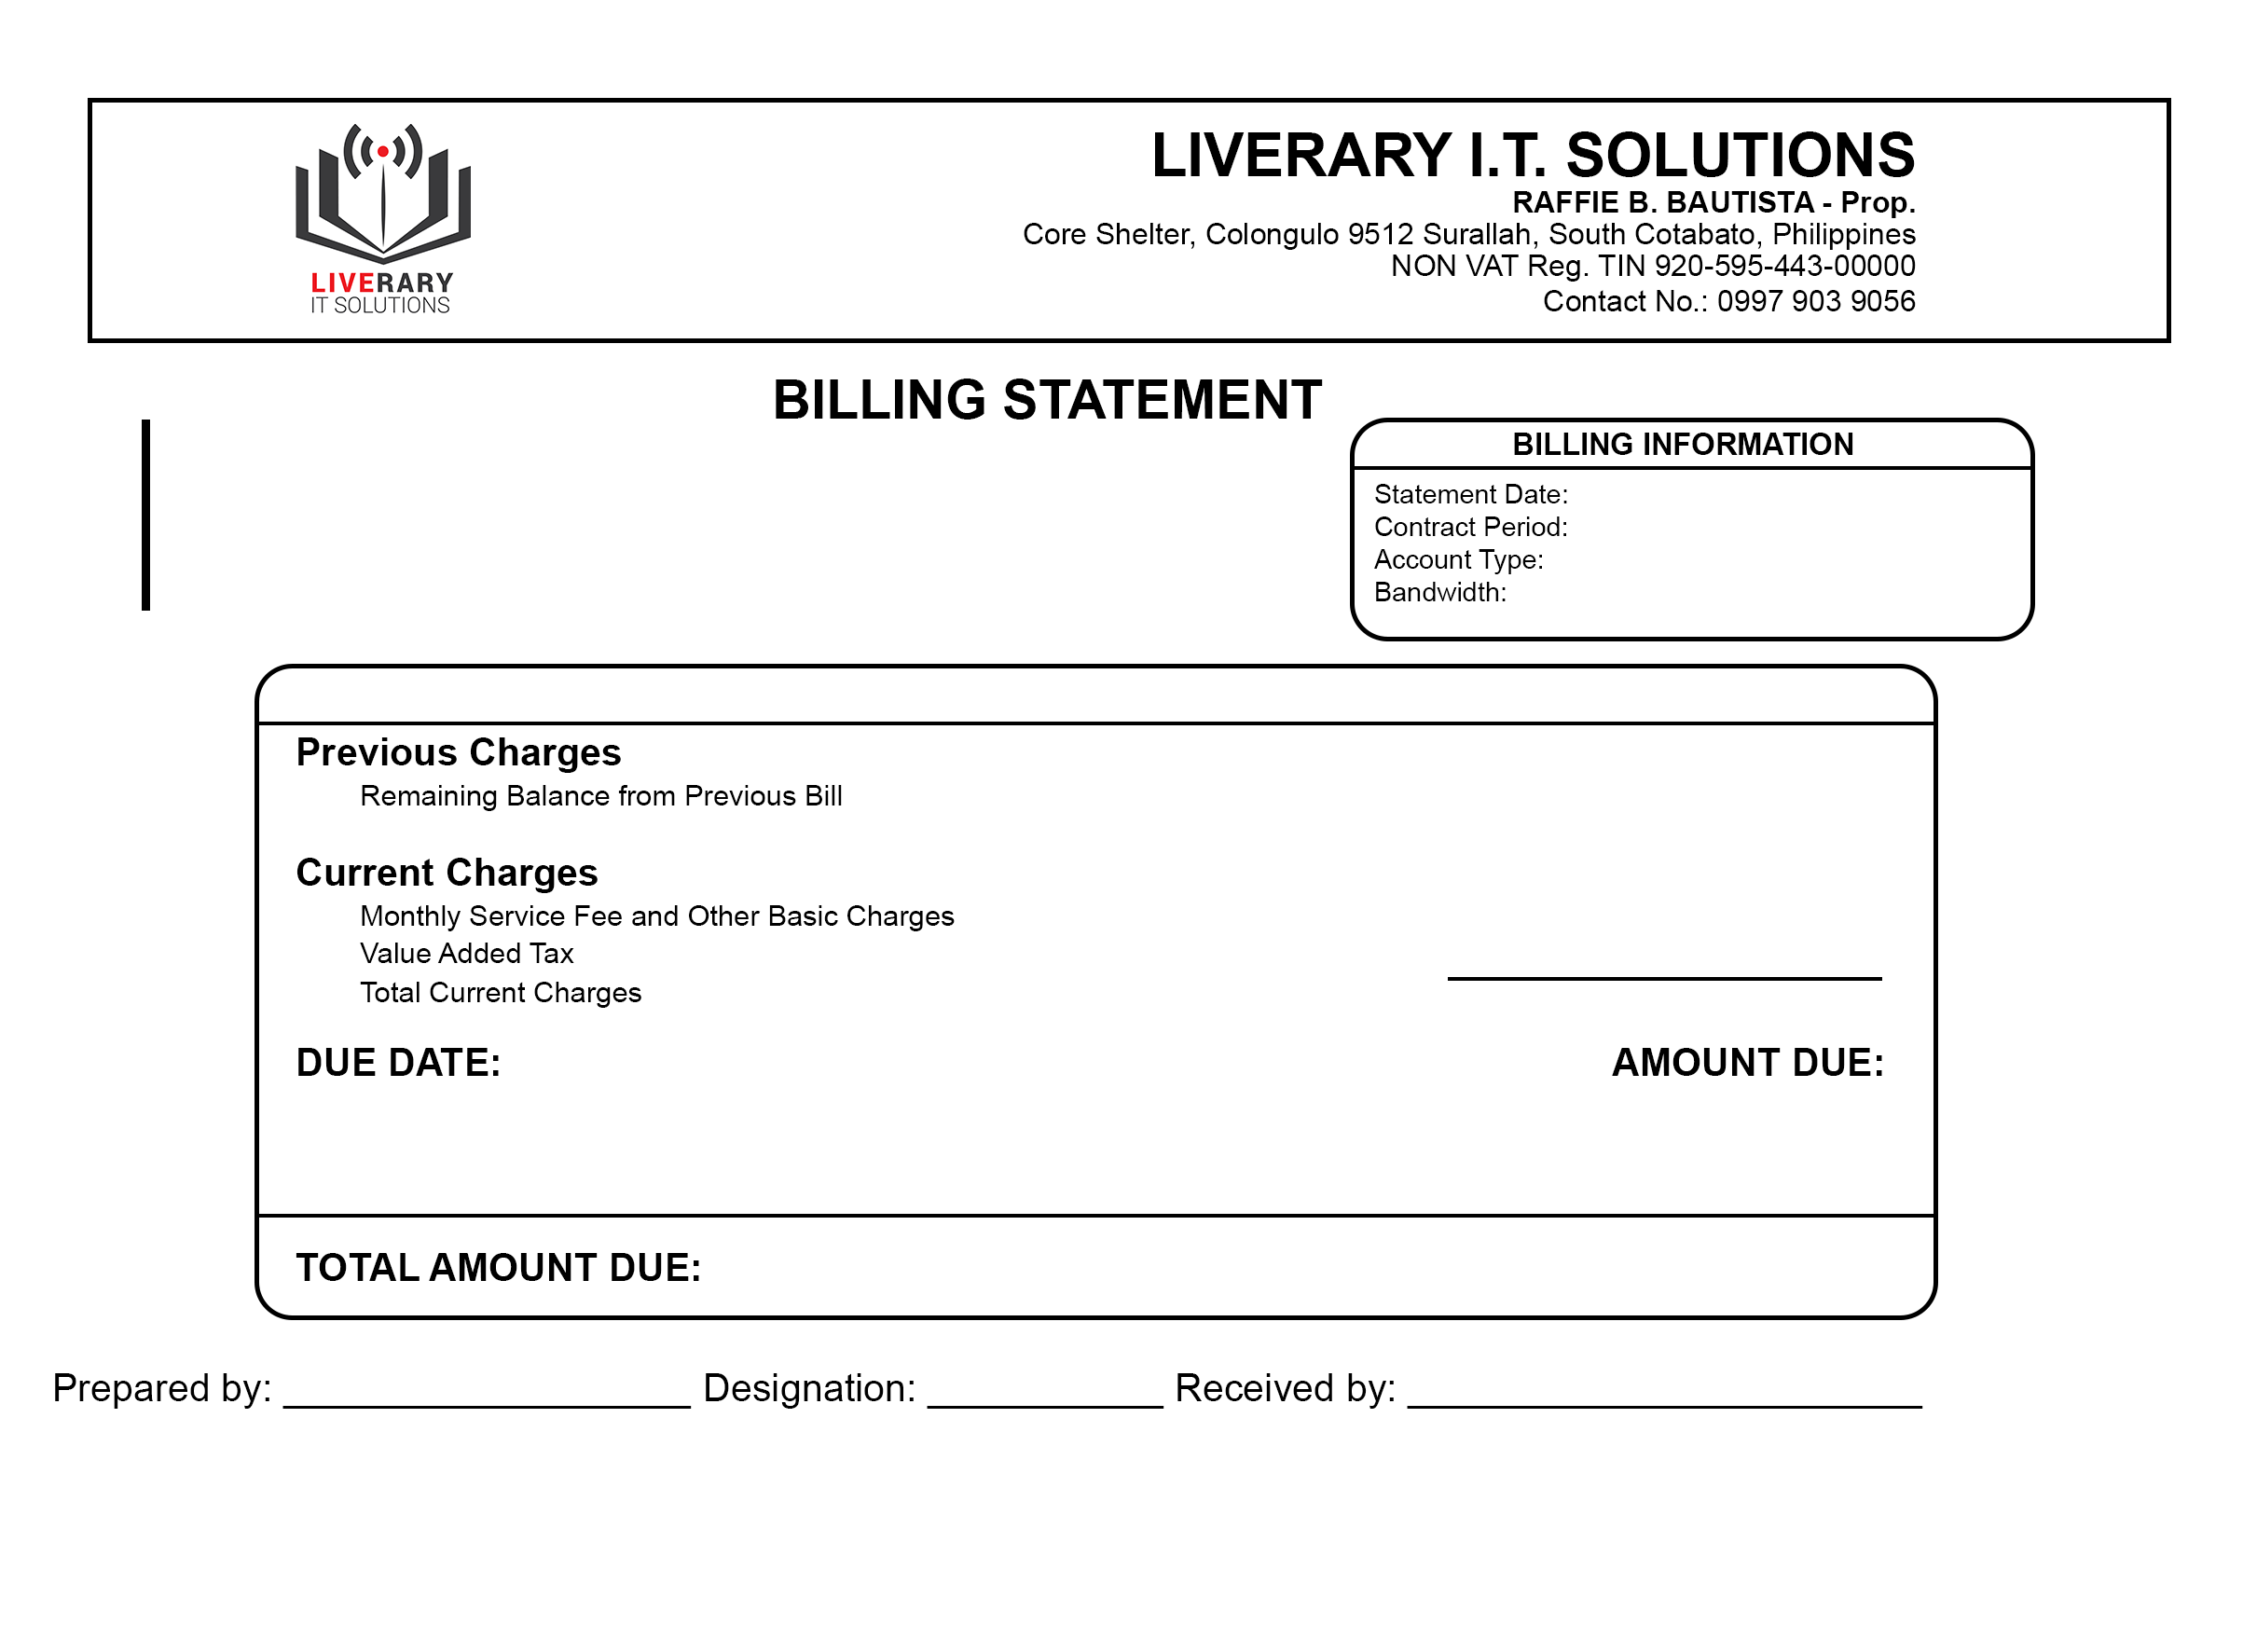 LIVERARY
IT SOLUTIONS
LIVERARY I.T. SOLUTIONS
RAFFIE B. BAUTISTA - Prop.
Core Shelter, Colongulo 9512 Surallah, South Cotabato, Philippines
NON VAT Reg. TIN 920-595-443-00000
Contact No.: 0997 903 9056
BILLING STATEMENT
BILLING INFORMATION
Statement Date:
Contract Period:
Account Type:
Bandwidth:
Previous Charges
Remaining Balance from Previous Bill
Current Charges
Monthly Service Fee and Other Basic Charges
Value Added Tax
Total Current Charges
DUE DATE: AMOUNT DUE:
TOTAL AMOUNT DUE:
Prepared by: ___________________ Designation: ___________ Received by: ________________________